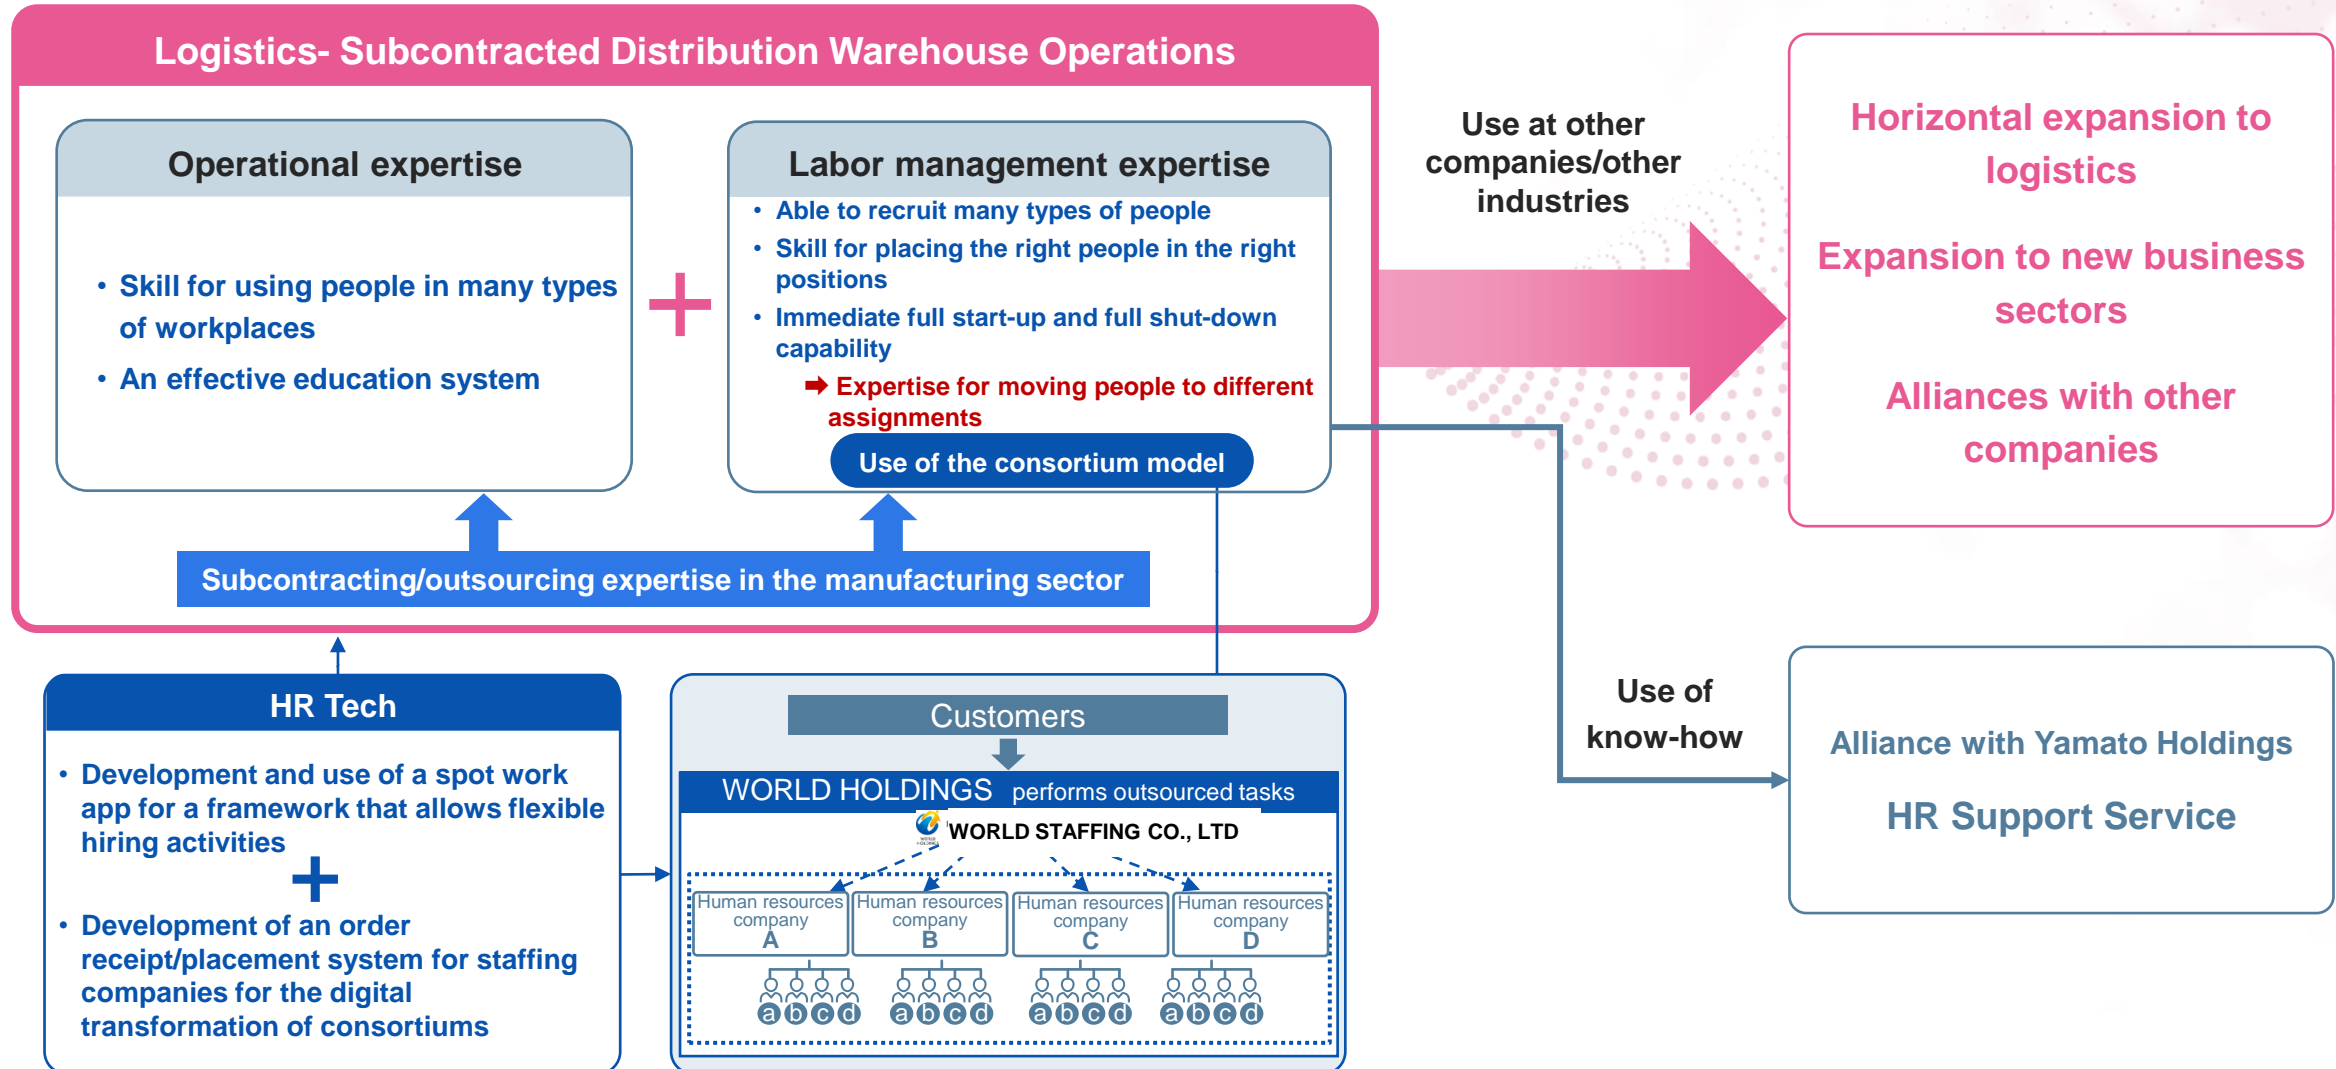 Logistics- Subcontracted Distribution Warehouse Operations
Operational expertise
• Skill for using people in many types
of workplaces
• An effective education system
Labor management expertise
• Able to recruit many types of people
• Skill for placing the right people in the right
positions
• Immediate full start-up and full shut-down
capability
➡ Expertise for moving people to different
assignments
Use of the consortium model
Subcontracting/outsourcing expertise in the manufacturing sector
Use at other
companies/other
industries
Horizontal expansion to
logistics
Expansion to new business
sectors
Alliances with other
companies
HR Tech
• Development and use of a spot work
app for a framework that allows flexible
hiring activities
• Development of an order
receipt/placement system for staffing
companies for the digital
transformation of consortiums
Customers
WORLD HOLDINGS performs outsourced tasks
WORLD HOLDINGS
WORLD STAFFING CO., LTD
Human resources
company
A
Human resources
company
B
Human resources
company
C
Human resources
company
D
a b c d
a b c d
a b c d
a b c d
Use of
know-how
Alliance with Yamato Holdings
HR Support Service